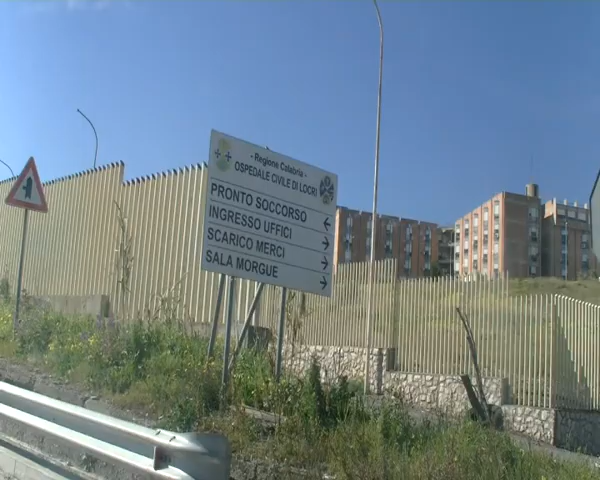 - Regione Calabria -
OSPEDALE CIVILE DI LOCRI
PRONTO SOCCORSO
INGRESSO UFFICI
SCARICO MERCI
SALA MORGUE